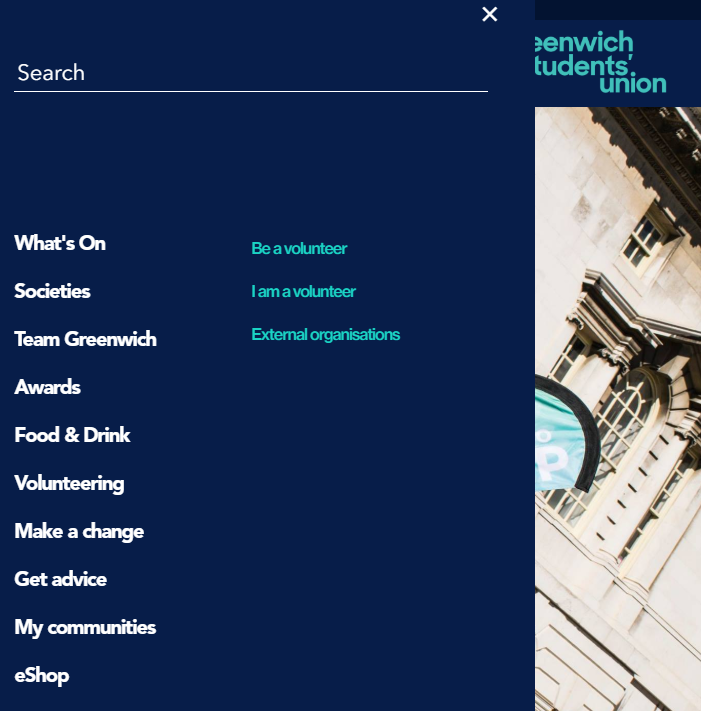 Search
What's On
Societies
Team Greenwich
Awards
Food & Drink
Volunteering
Make a change
Get advice
My communities
eShop
Be a volunteer
I am a volunteer
External organisations
eenwich
tudents'
union